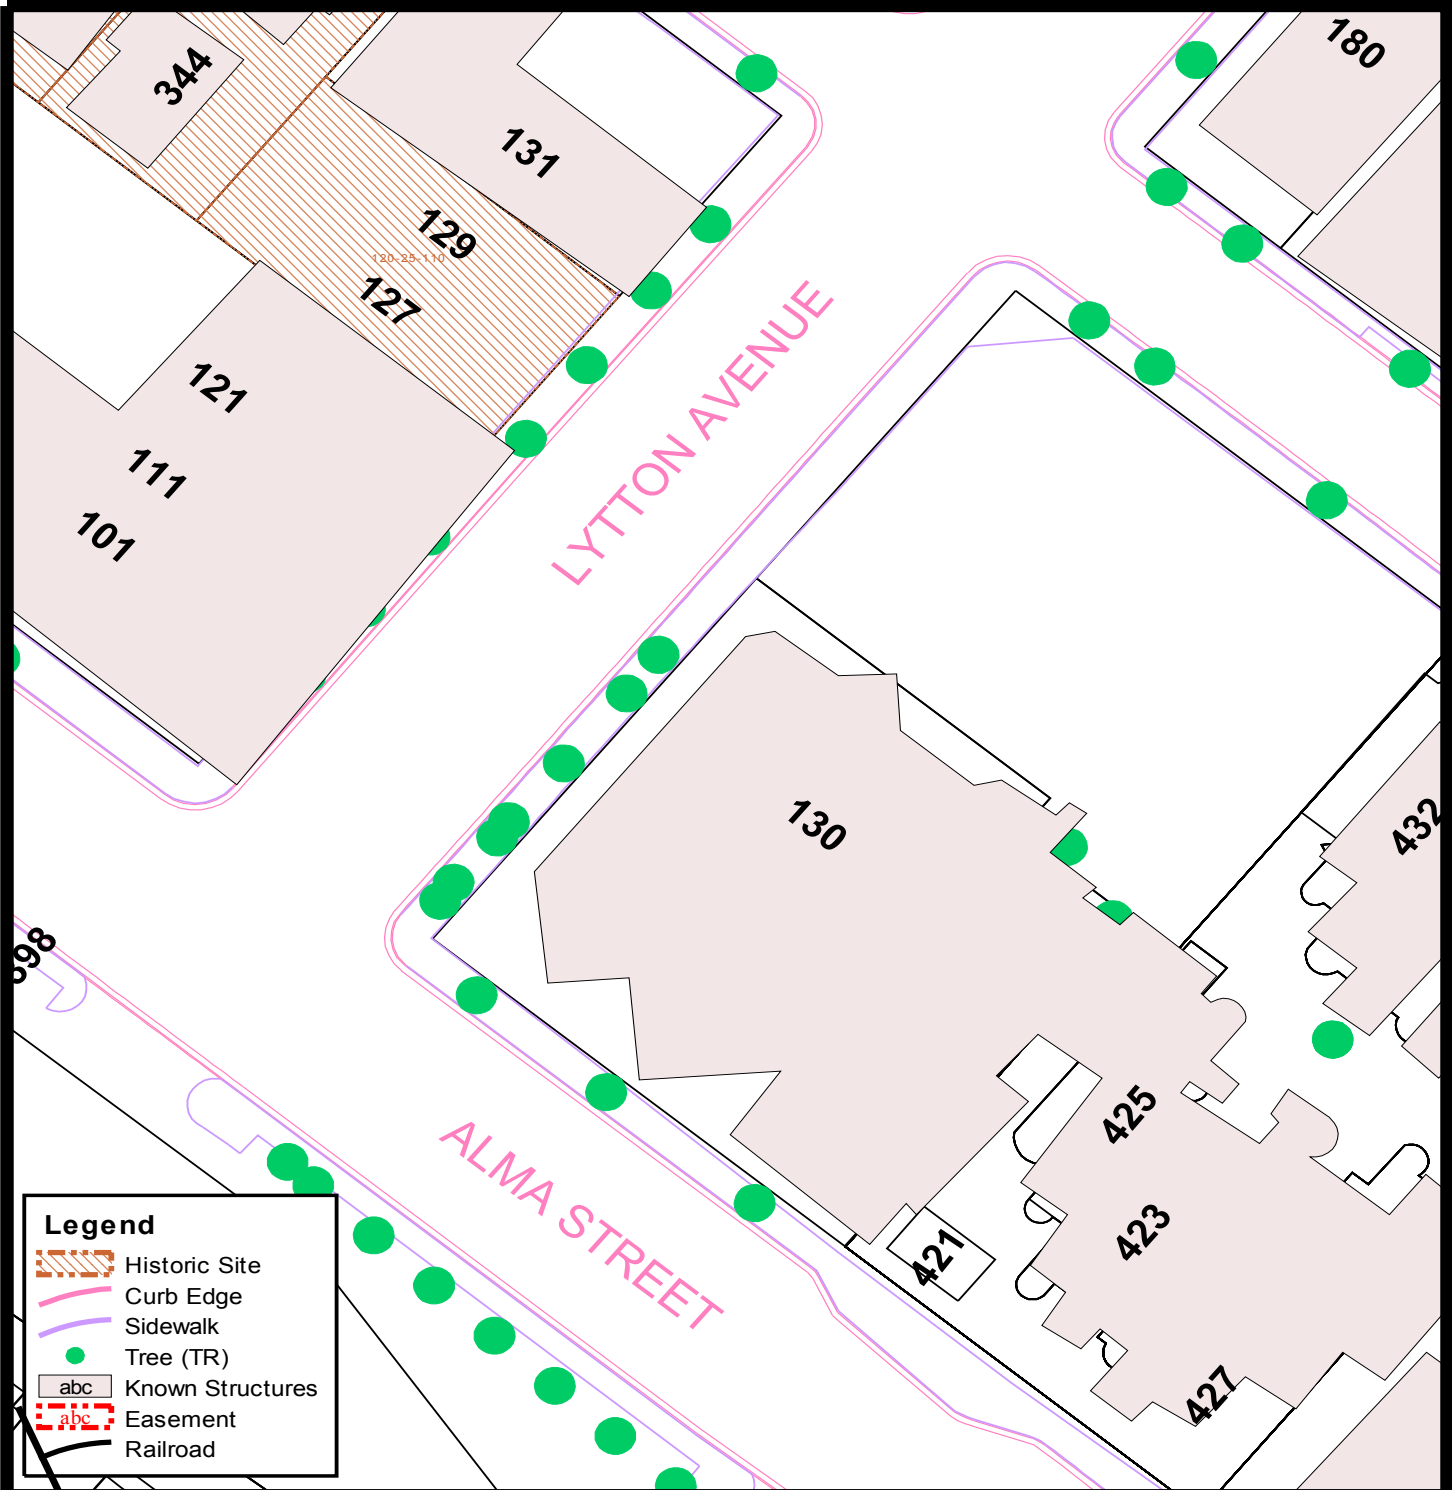 344
180
131
129
120-25-110
127
121
111
101
LYTTON AVENUE
130
432
398
425
423
421
427
ALMA STREET
Legend
Historic Site
Curb Edge
Sidewalk
Tree (TR)
abc Known Structures
abc Easement
Railroad